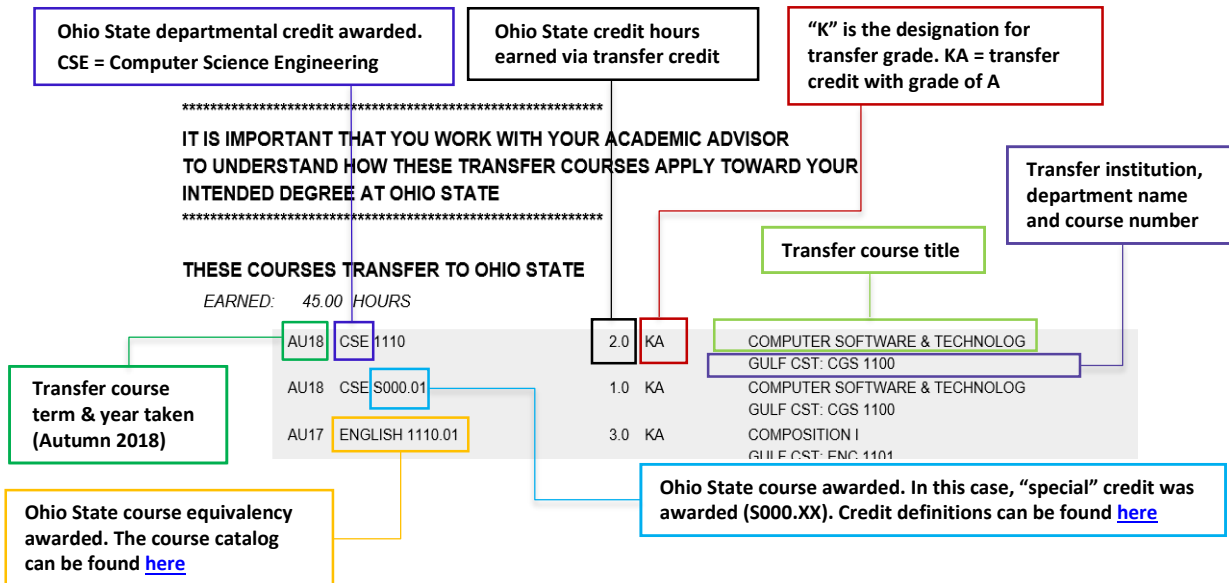 Ohio State departmental credit awarded.
CSE = Computer Science Engineering
Ohio State credit hours
earned via transfer credit
“K” is the designation for
transfer grade. KA = transfer
credit with grade of A
************************************************************
IT IS IMPORTANT THAT YOU WORK WITH YOUR ACADEMIC ADVISOR
TO UNDERSTAND HOW THESE TRANSFER COURSES APPLY TOWARD YOUR
INTENDED DEGREE AT OHIO STATE
************************************************************
Transfer institution,
department name
and course number
Transfer course title
THESE COURSES TRANSFER TO OHIO STATE
EARNED: 45.00 HOURS
AU18 CSE 1110 2.0 KA COMPUTER SOFTWARE & TECHNOLOG
GULF CST: CGS 1100
AU18 CSE S000.01 1.0 KA COMPUTER SOFTWARE & TECHNOLOG
GULF CST: CGS 1100
AU17 ENGLISH 1110.01 3.0 KA COMPOSITION I
GULF CST: ENC 1101
Transfer course
term & year taken
(Autumn 2018)
Ohio State course awarded. In this case, “special” credit was
awarded (S000.XX). Credit definitions can be found here
Ohio State course equivalency
awarded. The course catalog
can be found here